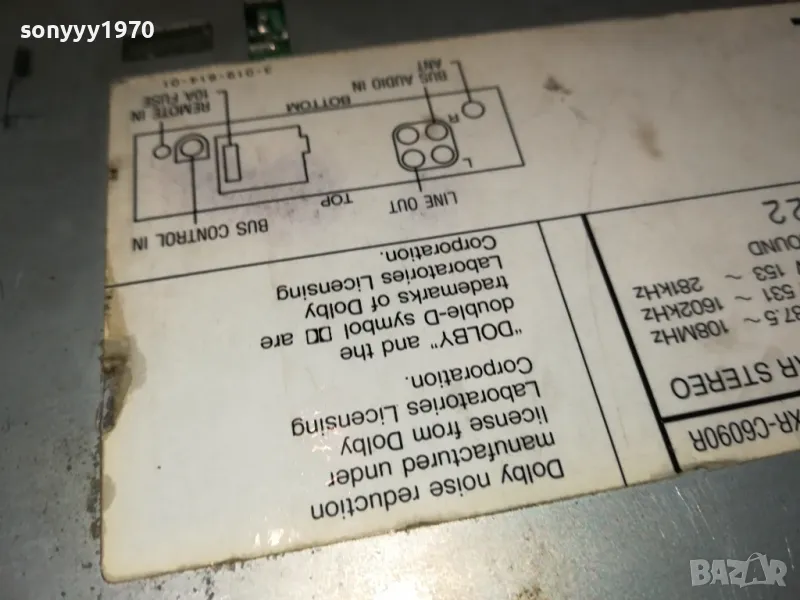 sonyyy1970
Dolby noise reduction
manufactured under
license from Dolby
Laboratories Licensing
Corporation.
"DOLBY" and the
double-D symbol are
trademarks of Dolby
Laboratories Licensing
Corporation.
XR-C6090R
AR STEREO
87.5 ~ 108MHz
531 ~ 1602kHz
153 ~ 281kHz
OUND
22
BUS CONTROL IN
TOP
LINE OUT
L
R
REMOTE IN
10A FUSE
BOTTOM
BUS AUDIO IN
ANT
3-019-614-01
BAZAR